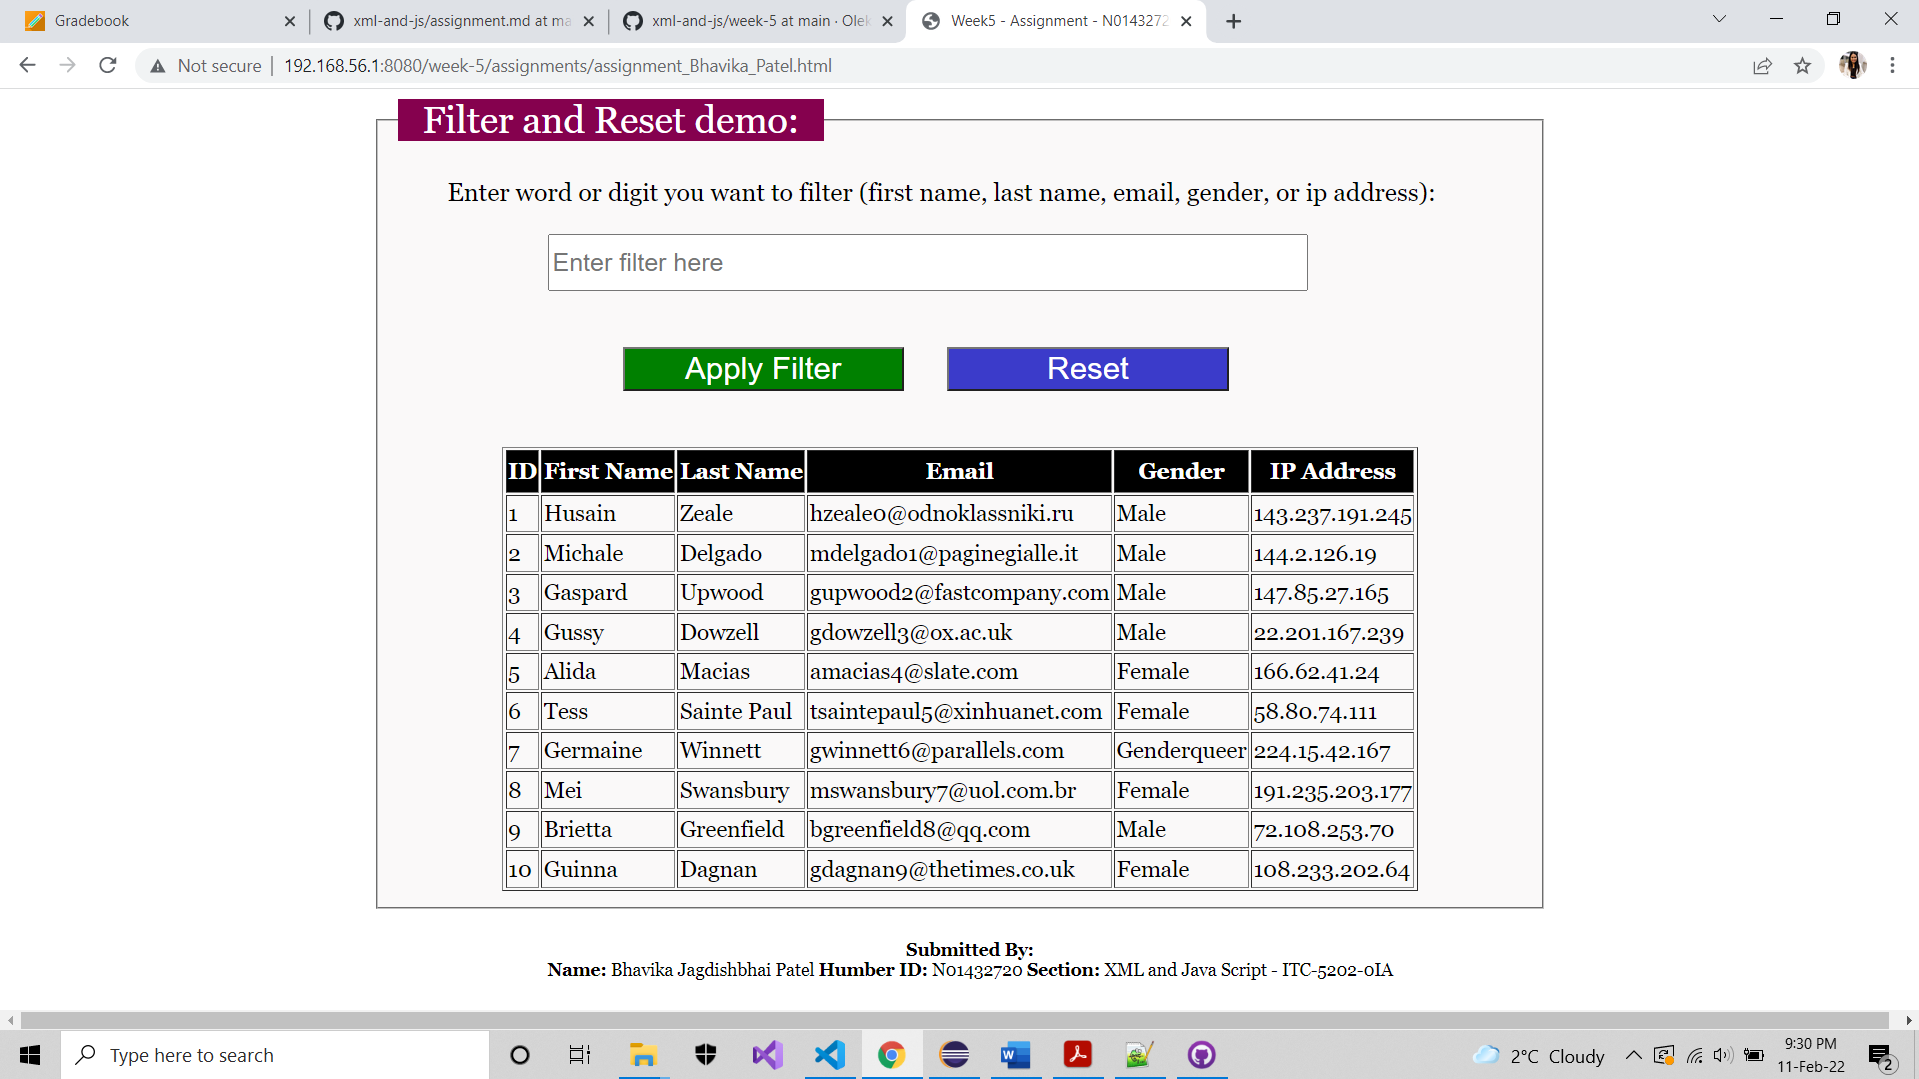 Gradebook
xml-and-js/assignment.md at ma
xml-and-js/week-5 at main · Olek
Week5 - Assignment - N01432720
Not secure | 192.168.56.1:8080/week-5/assignments/assignment_Bhavika_Patel.html
Filter and Reset demo:
Enter word or digit you want to filter (first name, last name, email, gender, or ip address):
Enter filter here
Apply Filter Reset
ID First Name Last Name Email Gender IP Address
1 Husain Zeale hzeale0@odnoklassniki.ru Male 143.237.191.245
2 Michale Delgado mdelgado1@paginegialle.it Male 144.2.126.19
3 Gaspard Upwood gupwood2@fastcompany.com Male 147.85.27.165
4 Gussy Dowzell gdowzell3@ox.ac.uk Male 22.201.167.239
5 Alida Macias amacias4@slate.com Female 166.62.41.24
6 Tess Sainte Paul tsaintepaul5@xinhuanet.com Female 58.80.74.111
7 Germaine Winnett gwinnett6@parallels.com Genderqueer 224.15.42.167
8 Mei Swansbury mswansbury7@uol.com.br Female 191.235.203.177
9 Brietta Greenfield bgreenfield8@qq.com Male 72.108.253.70
10 Guinna Dagnan gdagnan9@thetimes.co.uk Female 108.233.202.64
Submitted By:
Name: Bhavika Jagdishbhai Patel Humber ID: N01432720 Section: XML and Java Script - ITC-5202-0IA
Type here to search
2°C Cloudy
9:30 PM
11-Feb-22
2